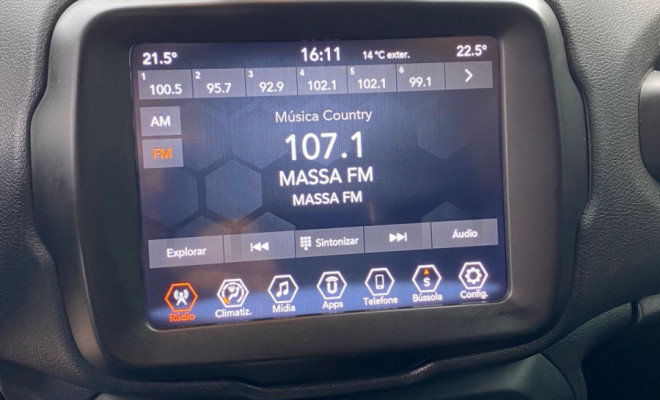 21.5° 16:11 14 °C exter. 22.5°
1 100.5 2 95.7 3 92.9 4 102.1 5 102.1 6 99.1
AM
Música Country
FM
107.1
MASSA FM
MASSA FM
Explorar Sintonizar Áudio
Rádio Climatiz. Mídia Apps Telefone Bússola Config.
U
S